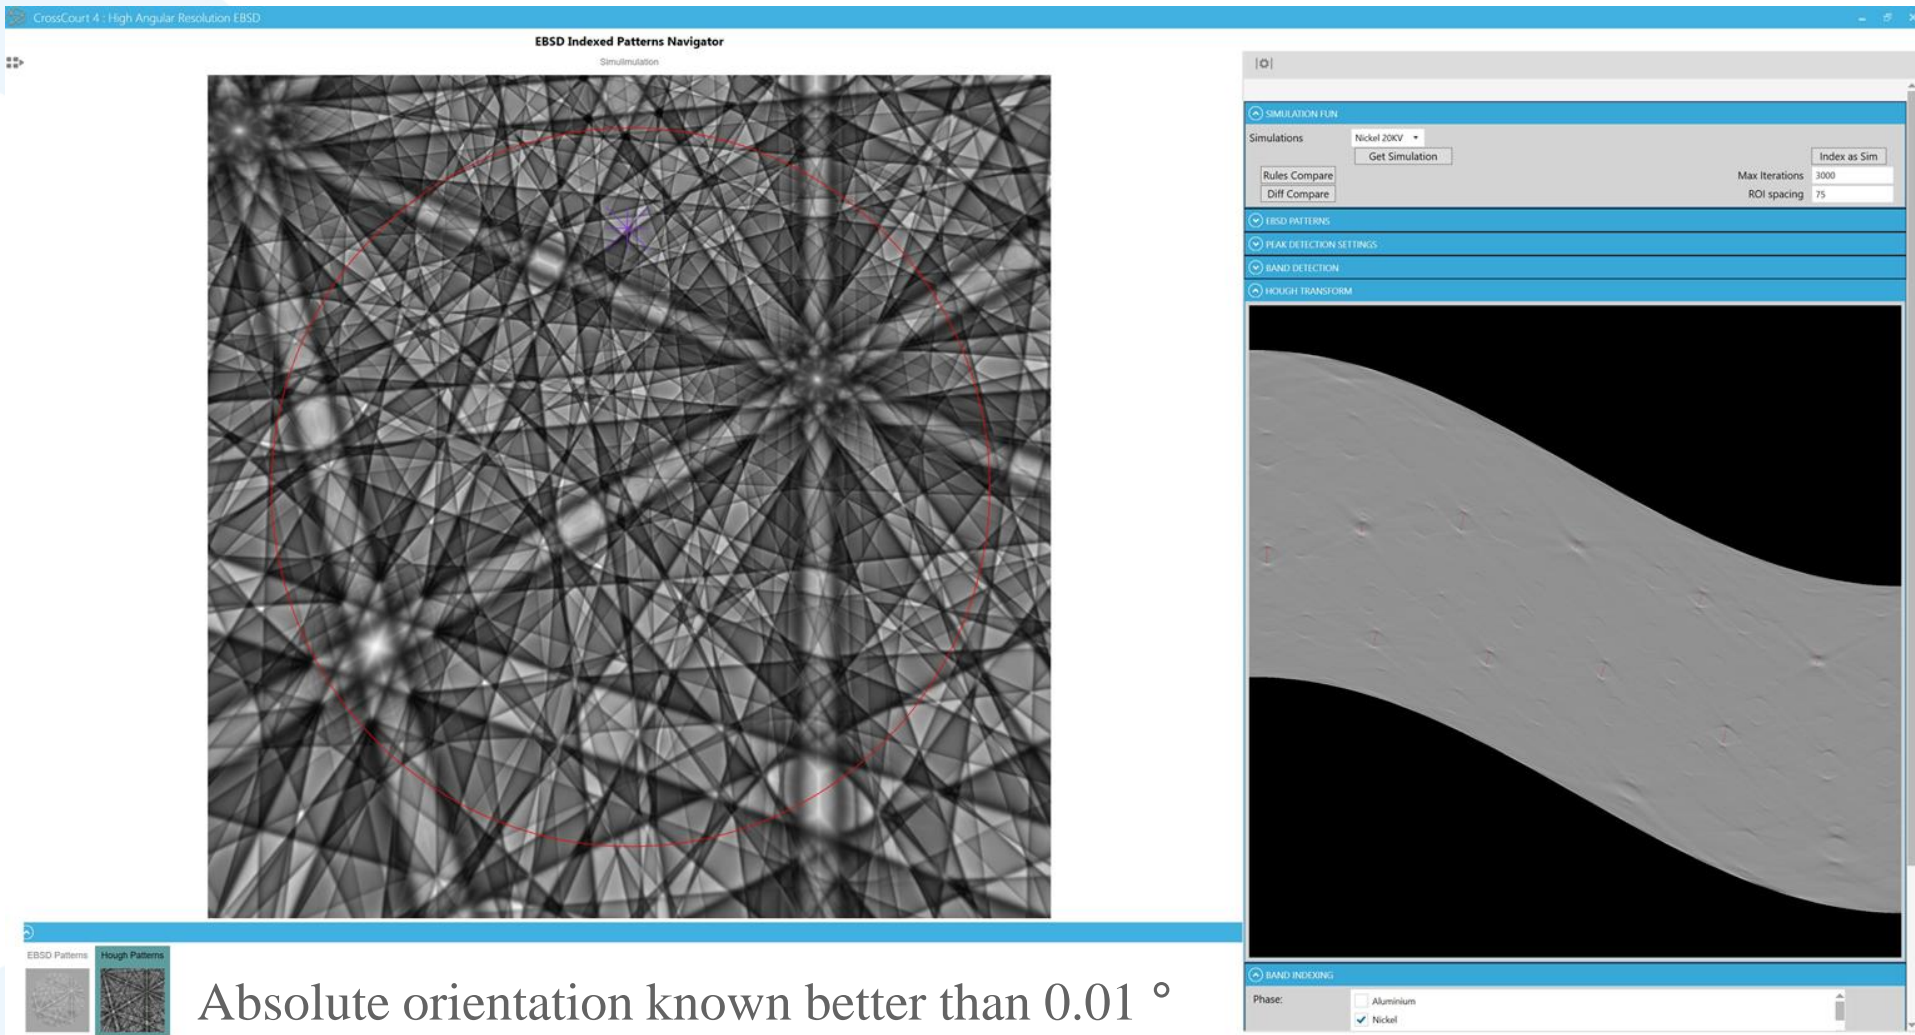 CrossCourt 4 : High Angular Resolution EBSD
EBSD Indexed Patterns Navigator
Simulmulation
SIMULATION FUN
Simulations Nickel 20KV
Get Simulation Index as Sim
Rules Compare Max Iterations 3000
Diff Compare ROI spacing 75
EBSD PATTERNS
PEAK DETECTION SETTINGS
BAND DETECTION
HOUGH TRANSFORM
EBSD Patterns Hough Patterns
Absolute orientation known better than 0.01 °
BAND INDEXING
Phase: Aluminium
Nickel